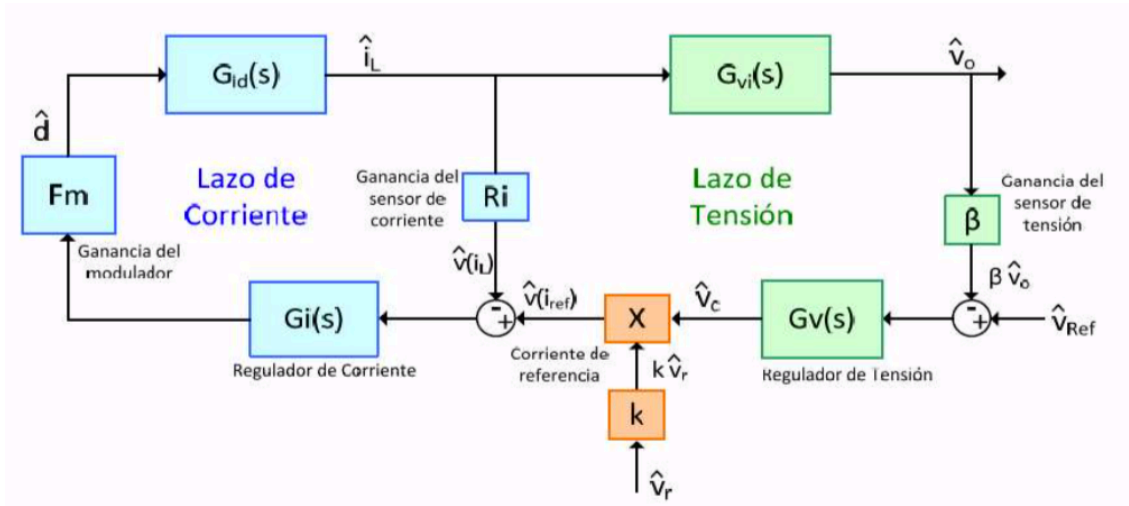 G_id(s)
î_L
G_vi(s)
v̂_o
d̂
Fm
Lazo de
Corriente
Ganancia del
sensor de
corriente
Ri
Lazo de
Tensión
β
Ganancia del
sensor de
tensión
Ganancia del
modulador
v̂(i_L)
β v̂_o
Gi(s)
-
+
v̂(i_ref)
X
v̂_c
Gv(s)
-
+
v̂_Ref
Regulador de Corriente
Corriente de
referencia
k v̂_r
Regulador de Tensión
k
v̂_r